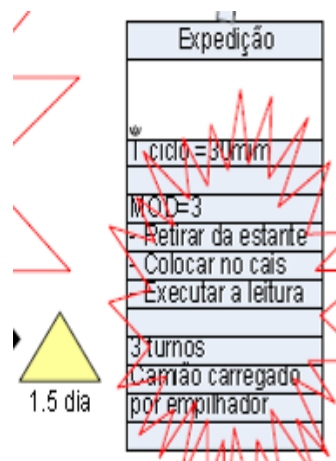 Expedição
T ciclo =30min
MOD=3
- Retirar da estante
- Colocar no cais
- Executar a leitura
3 turnos
Camião carregado
por empilhador
1.5 dia